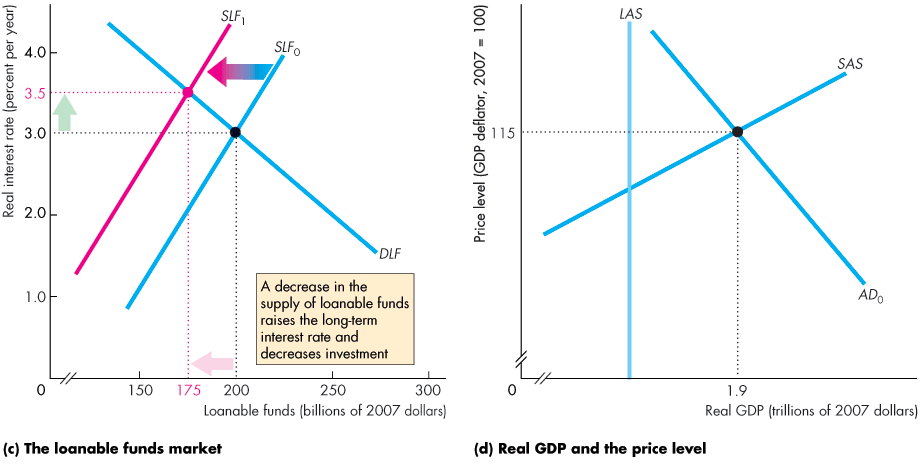 Real interest rate (percent per year)
4.0
3.5
3.0
2.0
1.0
0
SLF1
SLF0
DLF
A decrease in the
supply of loanable funds
raises the long-term
interest rate and
decreases investment
150
175
200
250
300
Loanable funds (billions of 2007 dollars)
(c) The loanable funds market
Price level (GDP deflator, 2007 = 100)
115
0
LAS
SAS
AD0
1.9
Real GDP (trillions of 2007 dollars)
(d) Real GDP and the price level